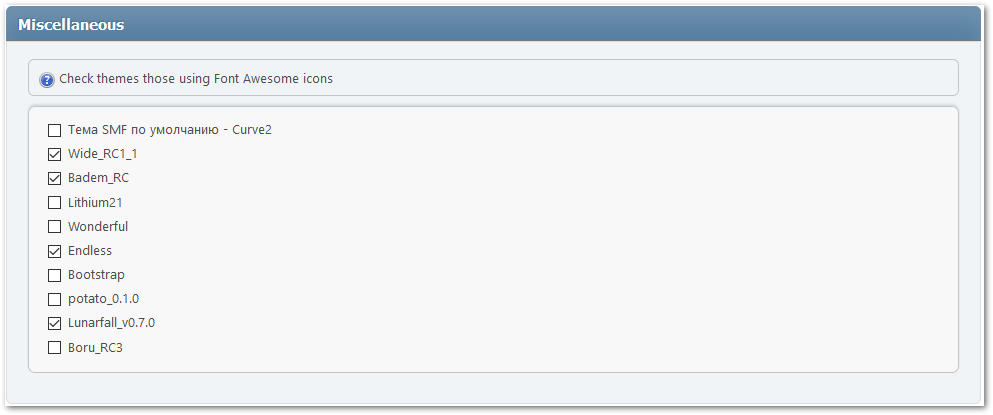 Miscellaneous
Check themes those using Font Awesome icons
Тема SMF по умолчанию - Curve2
Wide_RC1_1
Badem_RC
Lithium21
Wonderful
Endless
Bootstrap
potato_0.1.0
Lunarfall_v0.7.0
Boru_RC3